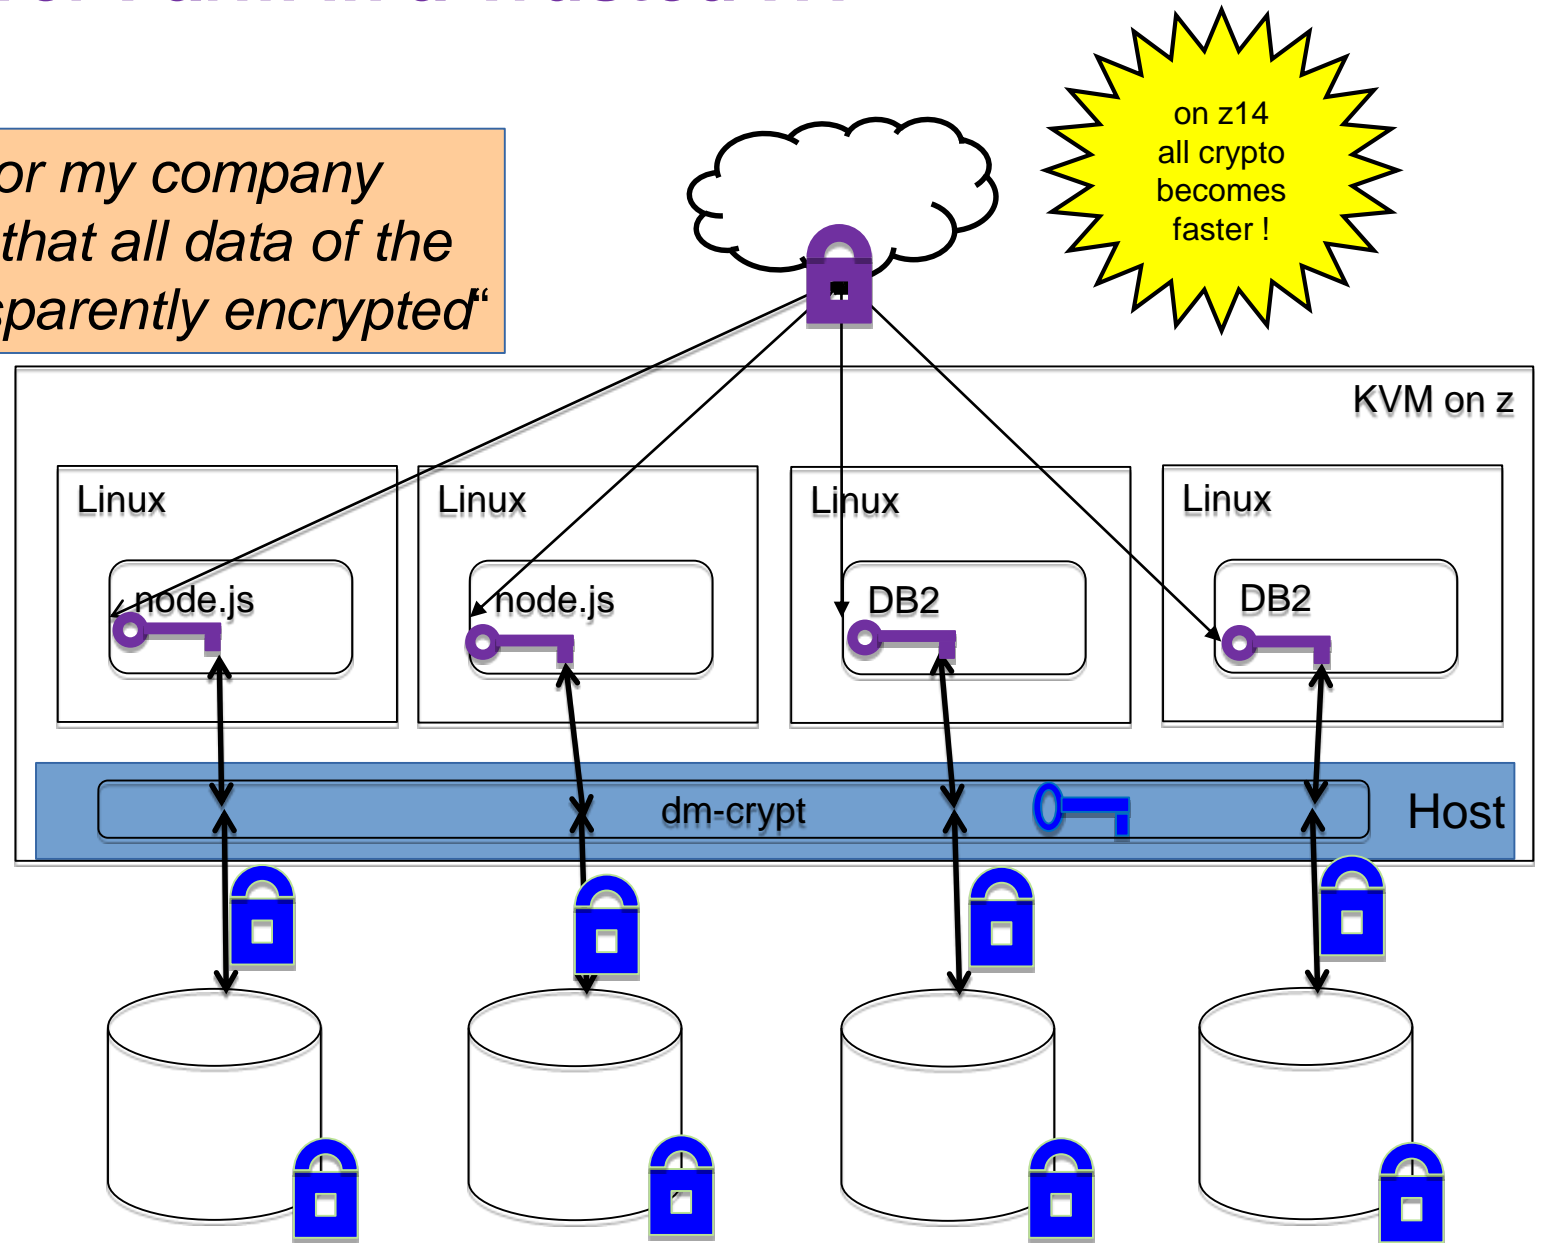 or my company
that all data of the
sparently encrypted“
on z14
all crypto
becomes
faster !
KVM on z
Linux
Linux
Linux
Linux
node.js
node.js
DB2
DB2
dm-crypt
Host